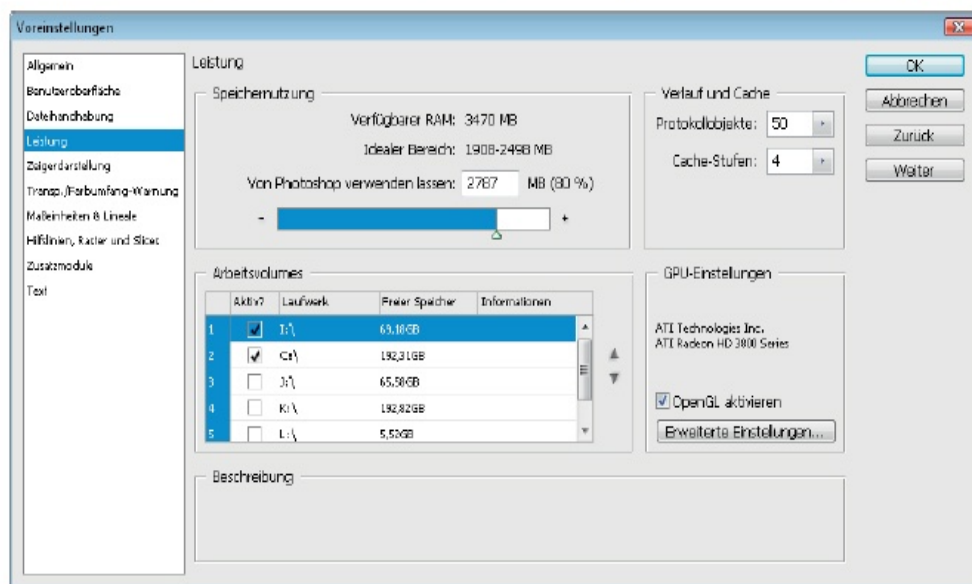 Voreinstellungen
Allgemein
Benutzeroberfläche
Dateihandhabung
Leistung
Zeigerdarstellung
Transp./Farbumfang-Warnung
Maßeinheiten & Lineale
Hilfslinien, Raster und Slices
Zusatzmodule
Text
Leistung
Speichernutzung
Verfügbarer RAM: 3470 MB
Idealer Bereich: 1908-2498 MB
Von Photoshop verwenden lassen: 2787 MB (80 %)
- +
Verlauf und Cache
Protokollobjekte: 50
Cache-Stufen: 4
OK
Abbrechen
Zurück
Weiter
Arbeitsvolumes
Aktiv? Laufwerk Freier Speicher Informationen
1 I:\ 69,18GB
2 C:\ 192,31GB
3 J:\ 65,58GB
4 K:\ 192,82GB
5 L:\ 5,52GB
GPU-Einstellungen
ATI Technologies Inc.
ATI Radeon HD 3800 Series
OpenGL aktivieren
Erweiterte Einstellungen...
Beschreibung